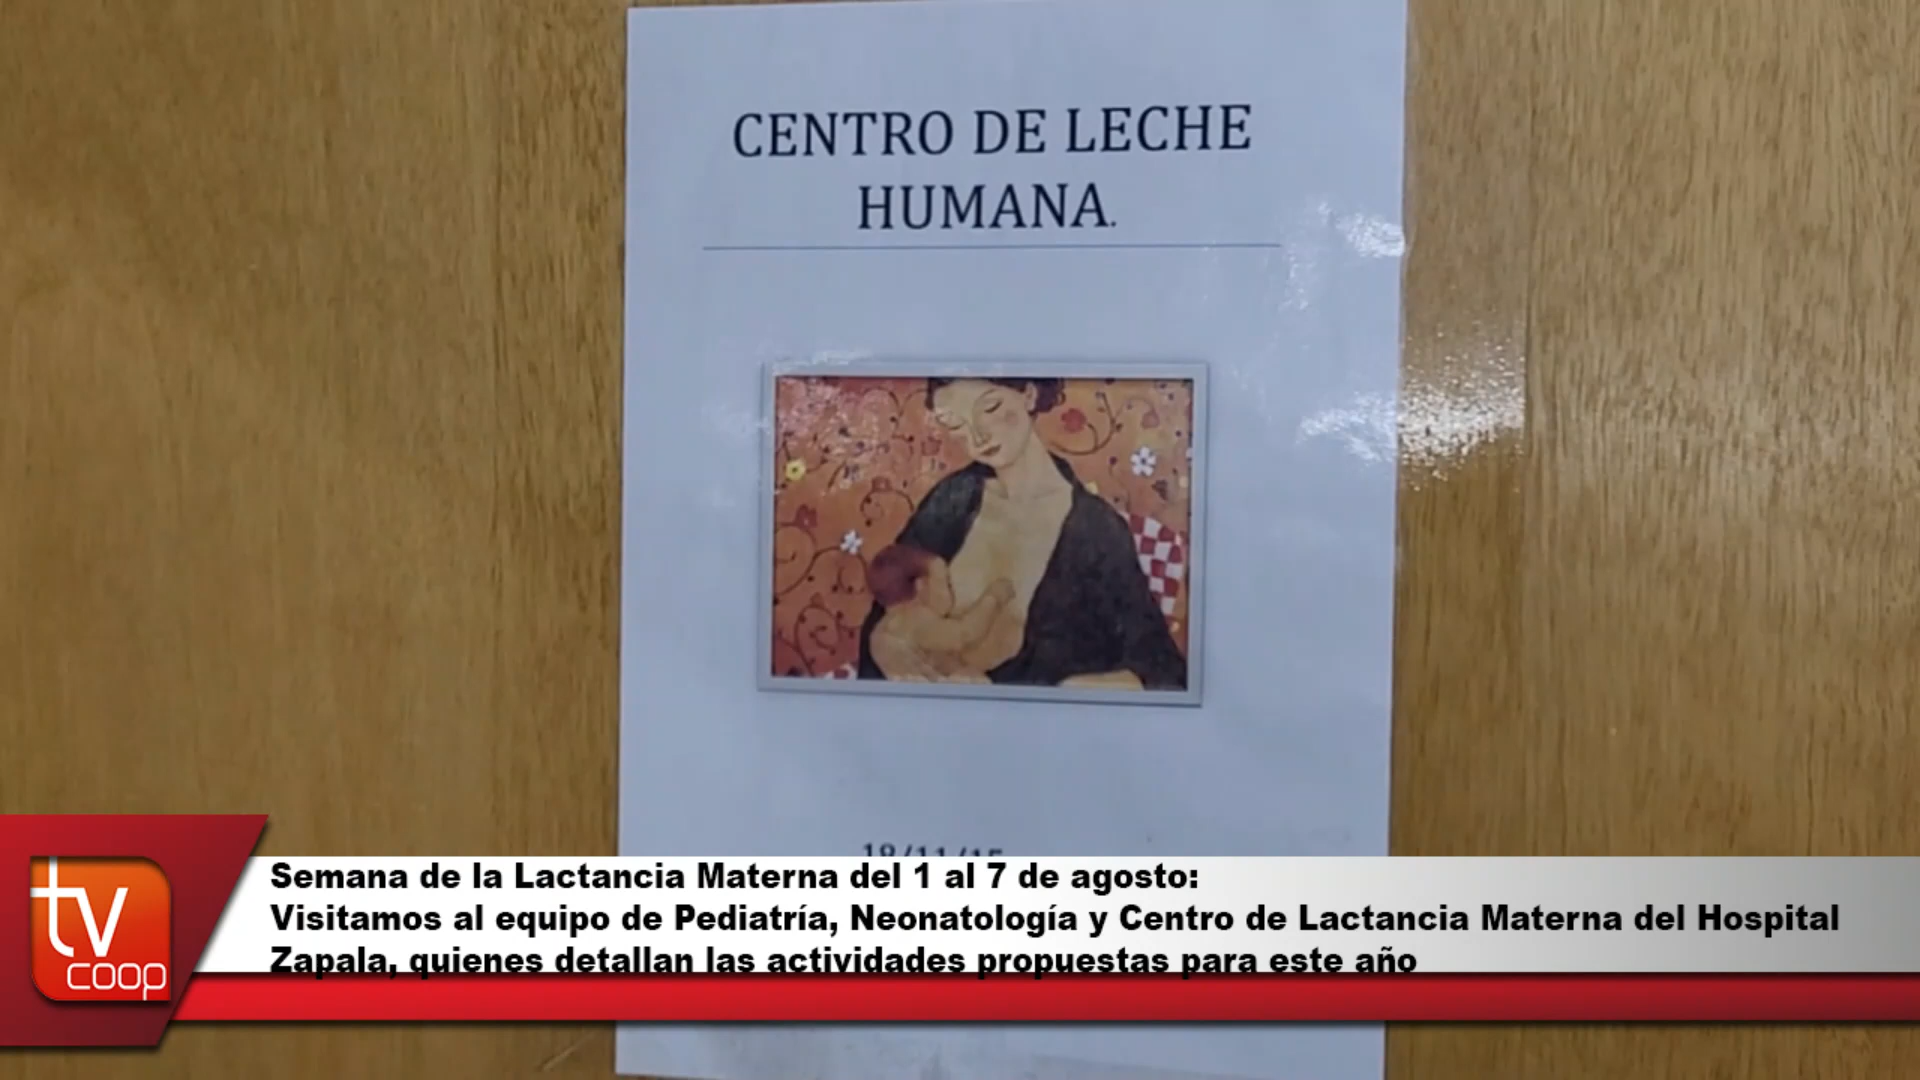 CENTRO DE LECHE
HUMANA.
Semana de la Lactancia Materna del 1 al 7 de agosto:
Visitamos al equipo de Pediatría, Neonatología y Centro de Lactancia Materna del Hospital
Zapala, quienes detallan las actividades propuestas para este año
tv
coop